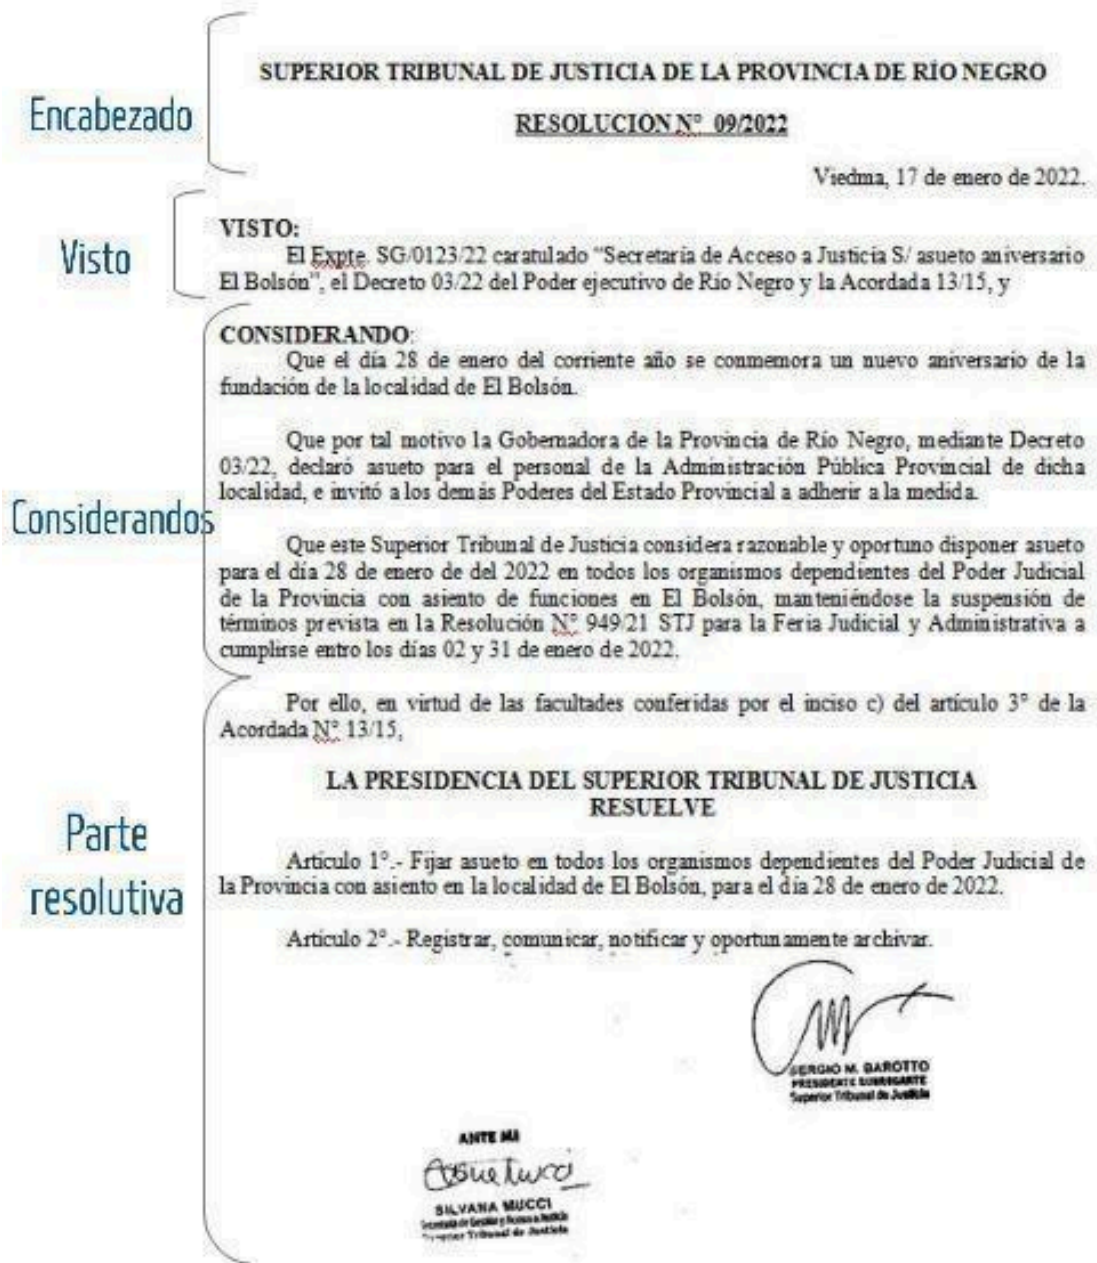 Encabezado
SUPERIOR TRIBUNAL DE JUSTICIA DE LA PROVINCIA DE RÍO NEGRO
RESOLUCION N° 09/2022
Viedma, 17 de enero de 2022.
Visto
VISTO:
El Expte. SG/0123/22 caratulado “Secretaría de Acceso a Justicia S/ asueto aniversario
El Bolsón”, el Decreto 03/22 del Poder ejecutivo de Río Negro y la Acordada 13/15, y
Considerandos
CONSIDERANDO:
Que el día 28 de enero del corriente año se conmemora un nuevo aniversario de la
fundación de la localidad de El Bolsón.
Que por tal motivo la Gobernadora de la Provincia de Río Negro, mediante Decreto
03/22, declaró asueto para el personal de la Administración Pública Provincial de dicha
localidad, e invitó a los demás Poderes del Estado Provincial a adherir a la medida.
Que este Superior Tribunal de Justicia considera razonable y oportuno disponer asueto
para el día 28 de enero de del 2022 en todos los organismos dependientes del Poder Judicial
de la Provincia con asiento de funciones en El Bolsón, manteniéndose la suspensión de
términos prevista en la Resolución N° 949/21 STJ para la Feria Judicial y Administrativa a
cumplirse entro los días 02 y 31 de enero de 2022.
Parte
resolutiva
Por ello, en virtud de las facultades conferidas por el inciso c) del artículo 3° de la
Acordada N° 13/15,
LA PRESIDENCIA DEL SUPERIOR TRIBUNAL DE JUSTICIA
RESUELVE
Artículo 1°.- Fijar asueto en todos los organismos dependientes del Poder Judicial de
la Provincia con asiento en la localidad de El Bolsón, para el día 28 de enero de 2022.
Artículo 2°.- Registrar, comunicar, notificar y oportunamente archivar.
SERGIO M. BAROTTO
PRESIDENTE SUBROGANTE
Superior Tribunal de Justicia
ANTE MI
SILVANA MUCCI
Secretaría de Gestión y Acceso a Justicia
Superior Tribunal de Justicia